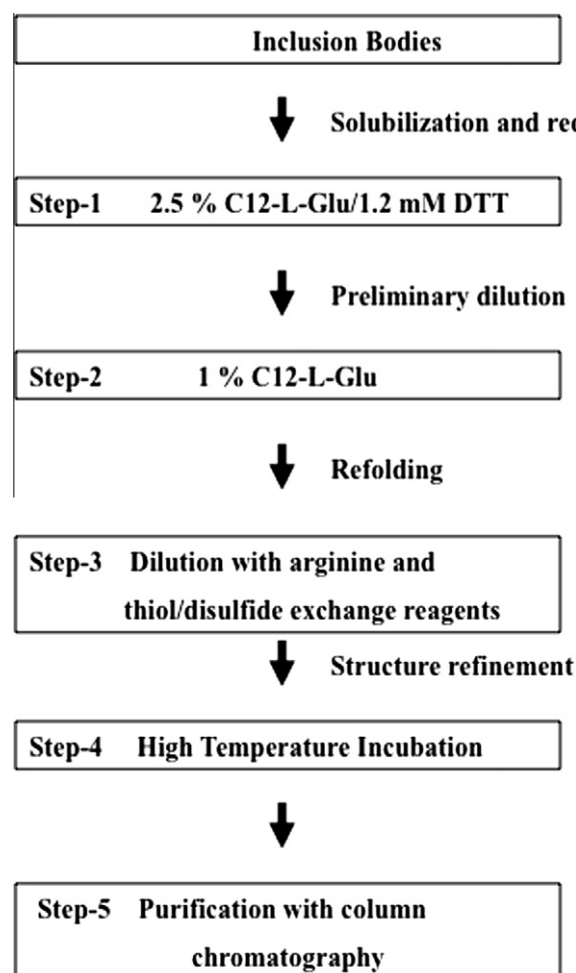 Inclusion Bodies
Solubilization and
Step-1 2.5 % C12-L-Glu/1.2 mM DTT
Preliminary dilution
Step-2 1 % C12-L-Glu
Refolding
Step-3 Dilution with arginine and
thiol/disulfide exchange reagents
Structure refinement
Step-4 High Temperature Incubation
Step-5 Purification with column
chromatography